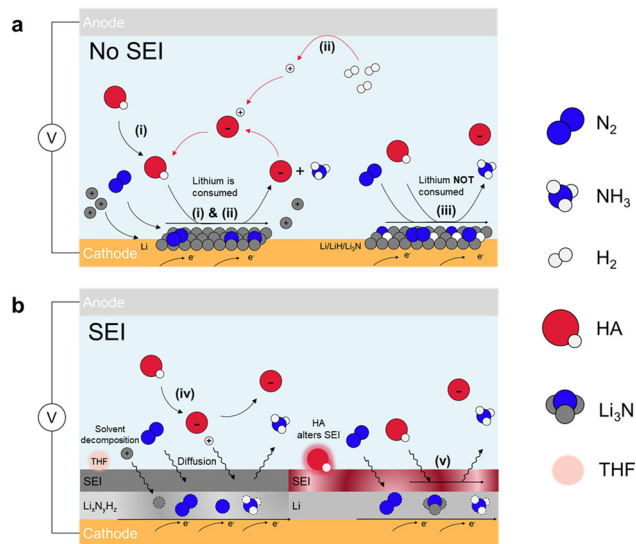 a
Anode
No SEI
(ii)
+
(i)
+
-
-
-
+
V
Lithium is
consumed
(i) & (ii)
Lithium NOT
consumed
(iii)
+
+
+
+
+
Li
Li/LiH/Li₃N
Cathode
e⁻
e⁻
e⁻
e⁻
b
Anode
SEI
(iv)
-
-
-
+
V
Solvent
decomposition
+
THF
Diffusion
HA
alters SEI
(v)
SEI
SEI
LiₓNᵧH_z
Li
Cathode
e⁻
e⁻
e⁻
e⁻
N₂
NH₃
H₂
HA
Li₃N
THF